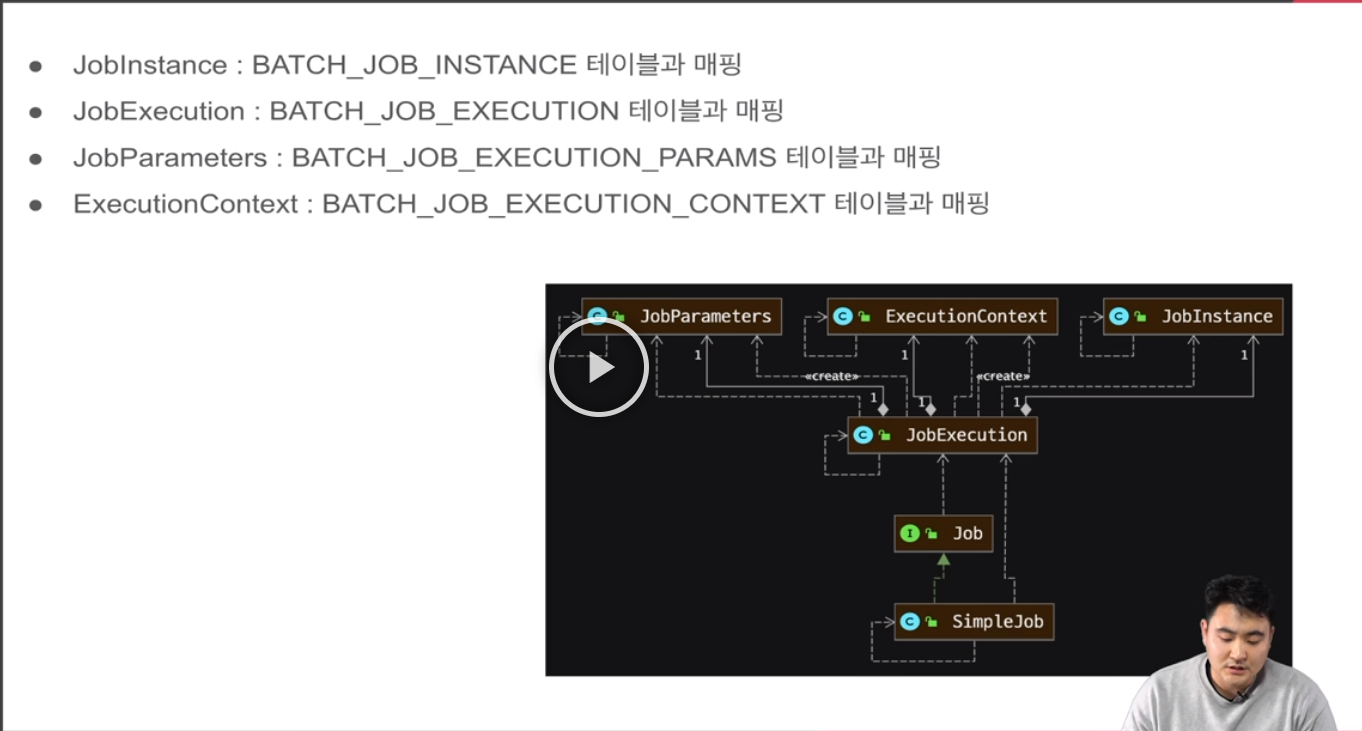 ● JobInstance : BATCH_JOB_INSTANCE 테이블과 매핑
● JobExecution : BATCH_JOB_EXECUTION 테이블과 매핑
● JobParameters : BATCH_JOB_EXECUTION_PARAMS 테이블과 매핑
● ExecutionContext : BATCH_JOB_EXECUTION_CONTEXT 테이블과 매핑
C JobParameters
C ExecutionContext
C JobInstance
1 1 1
«create» «create»
1 1 1
C JobExecution
I Job
C SimpleJob